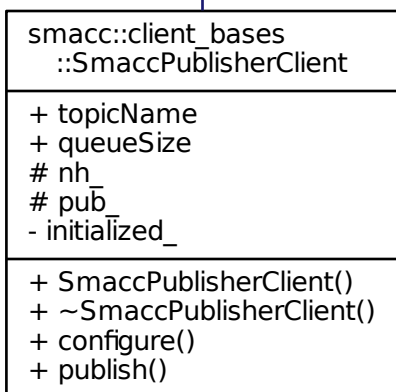 smacc::client_bases
::SmaccPublisherClient
+ topicName
+ queueSize
# nh_
# pub_
- initialized_
+ SmaccPublisherClient()
+ ~SmaccPublisherClient()
+ configure()
+ publish()